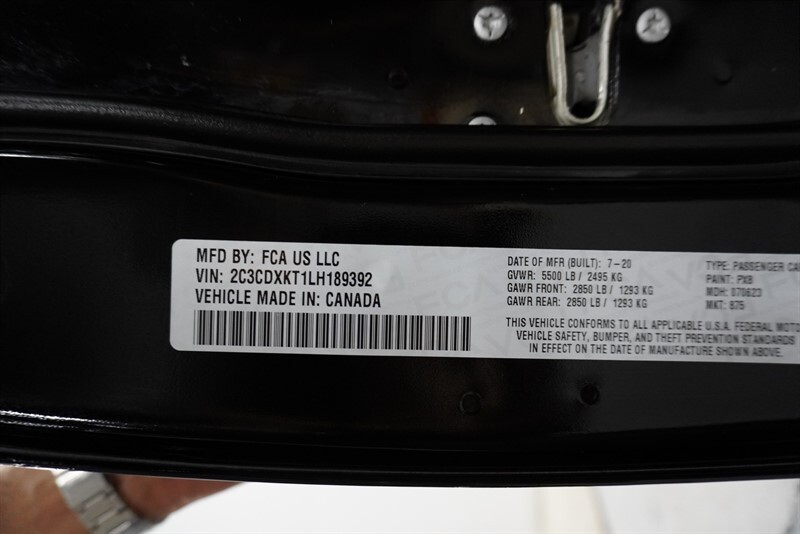 MFD BY: FCA US LLC
VIN: 2C3CDXKT1LH189392
VEHICLE MADE IN: CANADA
DATE OF MFR (BUILT): 7-20
GVWR: 5500 LB / 2495 KG
GAWR FRONT: 2850 LB / 1293 KG
GAWR REAR: 2850 LB / 1293 KG
TYPE: PASSENGER CA
PAINT: PXB
MDH: 070623
MKT: B75
THIS VEHICLE CONFORMS TO ALL APPLICABLE U.S.A. FEDERAL MOTOR
VEHICLE SAFETY, BUMPER, AND THEFT PREVENTION STANDARDS
IN EFFECT ON THE DATE OF MANUFACTURE SHOWN ABOVE.